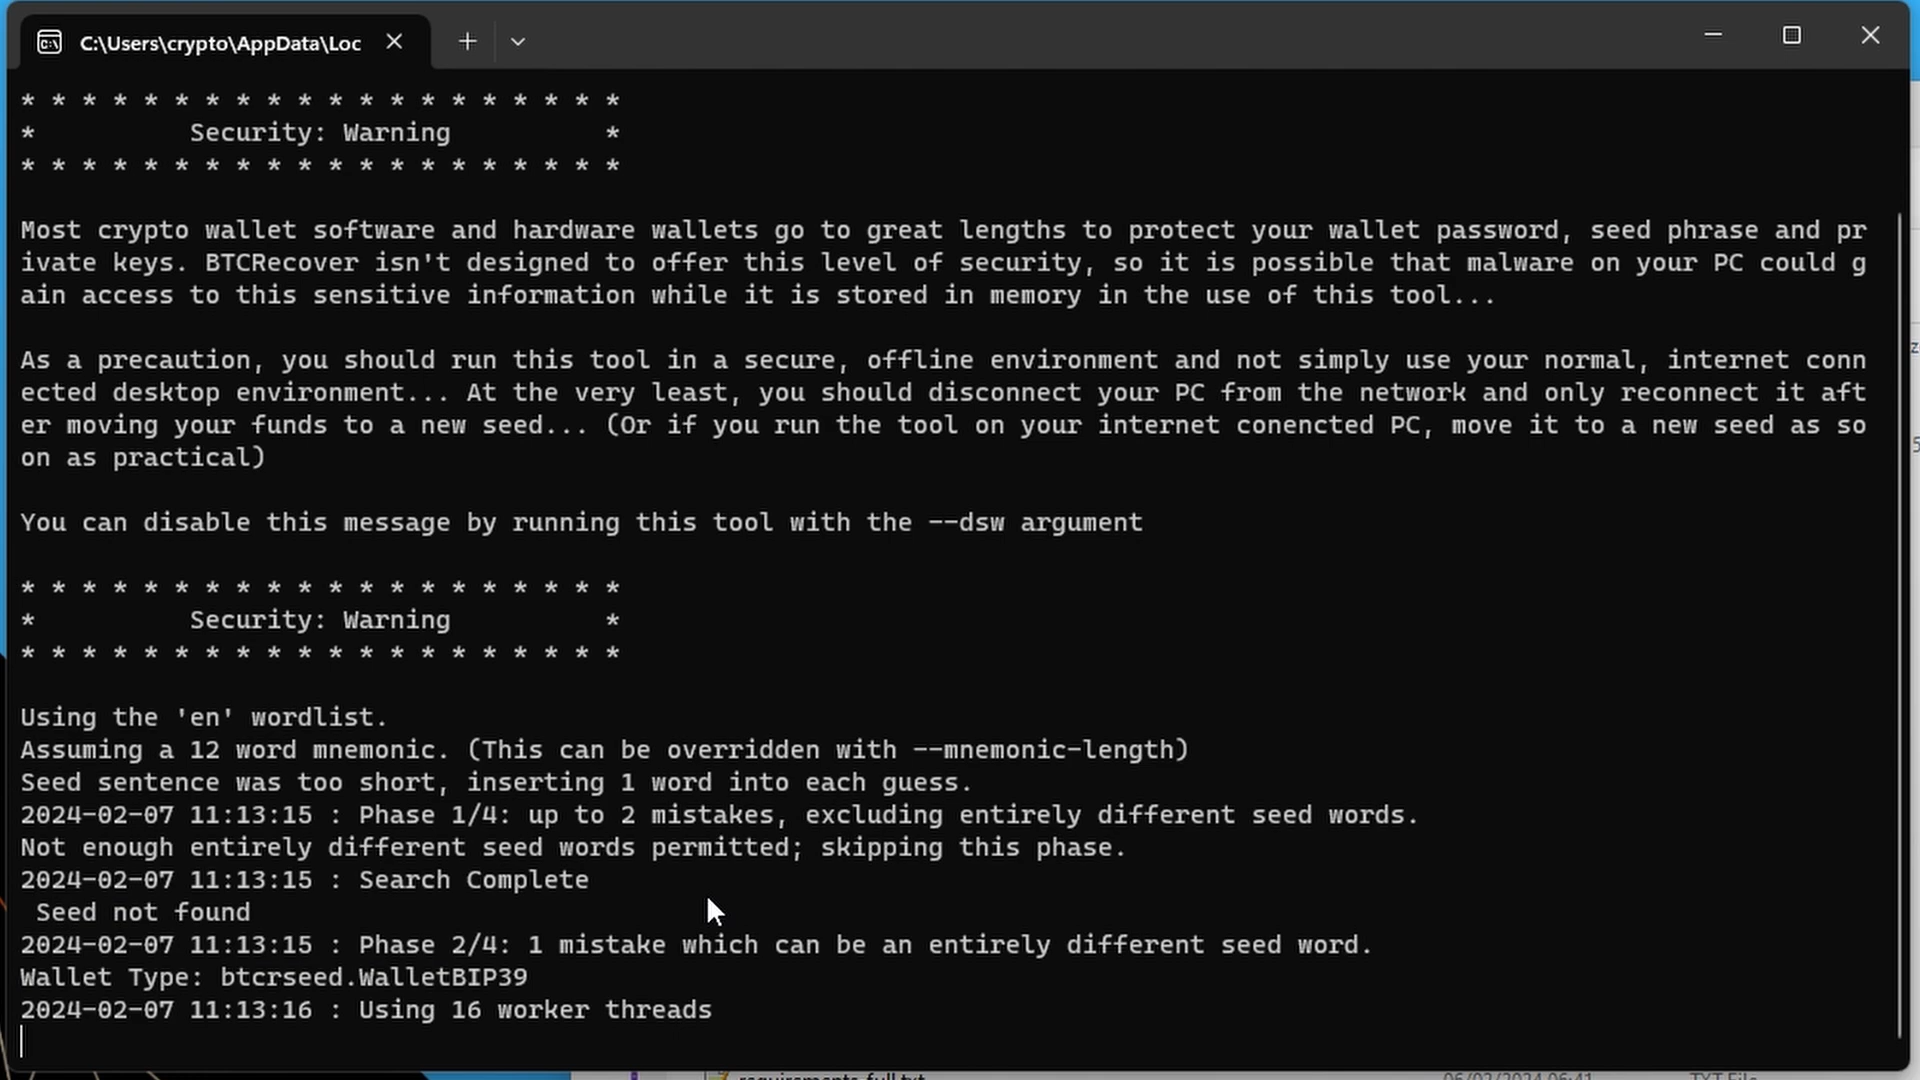 C:\Users\crypto\AppData\Loc
* * * * * * * * * * * * * * * * * * * *
* Security: Warning *
* * * * * * * * * * * * * * * * * * * *
Most crypto wallet software and hardware wallets go to great lengths to protect your wallet password, seed phrase and pr
ivate keys. BTCRecover isn't designed to offer this level of security, so it is possible that malware on your PC could g
ain access to this sensitive information while it is stored in memory in the use of this tool...
As a precaution, you should run this tool in a secure, offline environment and not simply use your normal, internet conn
ected desktop environment... At the very least, you should disconnect your PC from the network and only reconnect it aft
er moving your funds to a new seed... (Or if you run the tool on your internet conencted PC, move it to a new seed as so
on as practical)
You can disable this message by running this tool with the --dsw argument
* * * * * * * * * * * * * * * * * * * *
* Security: Warning *
* * * * * * * * * * * * * * * * * * * *
Using the 'en' wordlist.
Assuming a 12 word mnemonic. (This can be overridden with --mnemonic-length)
Seed sentence was too short, inserting 1 word into each guess.
2024-02-07 11:13:15 : Phase 1/4: up to 2 mistakes, excluding entirely different seed words.
Not enough entirely different seed words permitted; skipping this phase.
2024-02-07 11:13:15 : Search Complete
Seed not found
2024-02-07 11:13:15 : Phase 2/4: 1 mistake which can be an entirely different seed word.
Wallet Type: btcrseed.WalletBIP39
2024-02-07 11:13:16 : Using 16 worker threads